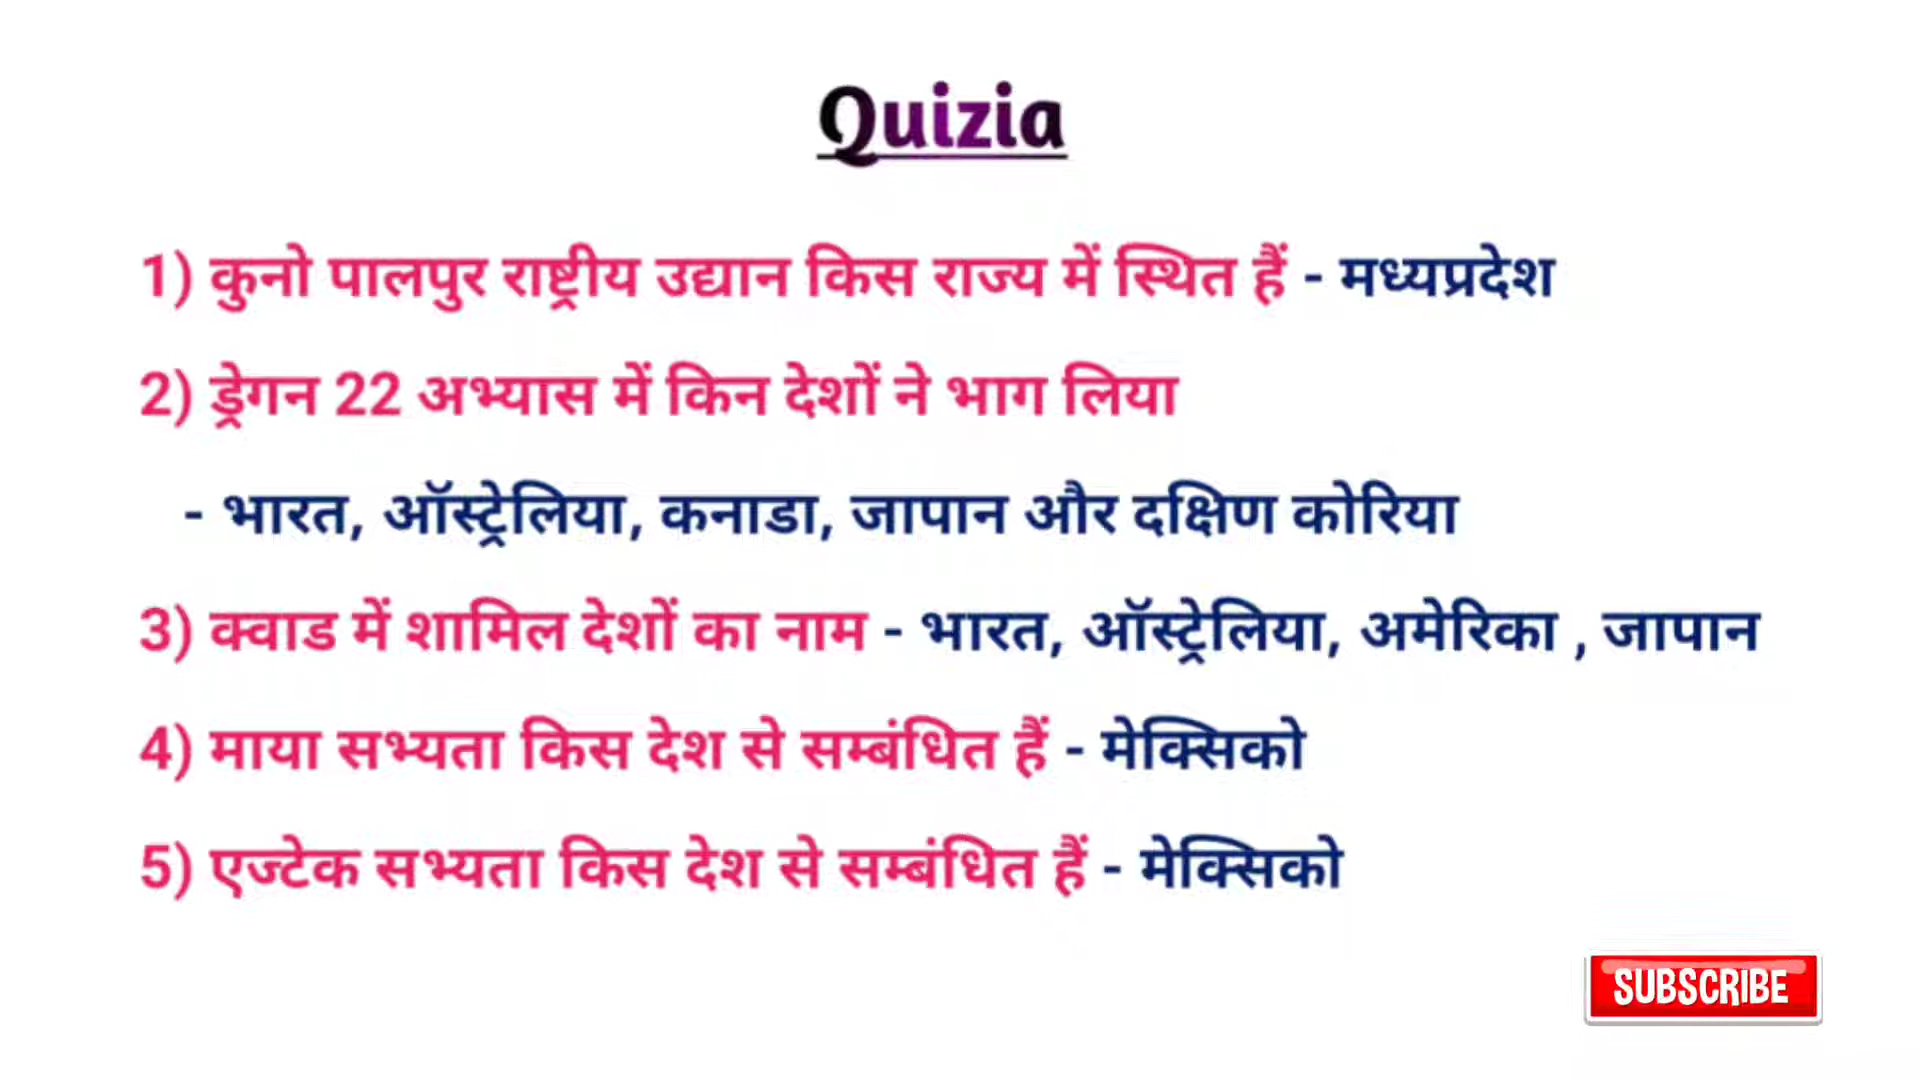 Quizia
1) कुनो पालपुर राष्ट्रीय उद्यान किस राज्य में स्थित हैं - मध्यप्रदेश
2) ड्रेगन 22 अभ्यास में किन देशों ने भाग लिया
- भारत, ऑस्ट्रेलिया, कनाडा, जापान और दक्षिण कोरिया
3) क्वाड में शामिल देशों का नाम - भारत, ऑस्ट्रेलिया, अमेरिका , जापान
4) माया सभ्यता किस देश से सम्बंधित हैं - मेक्सिको
5) एज्टेक सभ्यता किस देश से सम्बंधित हैं - मेक्सिको
SUBSCRIBE